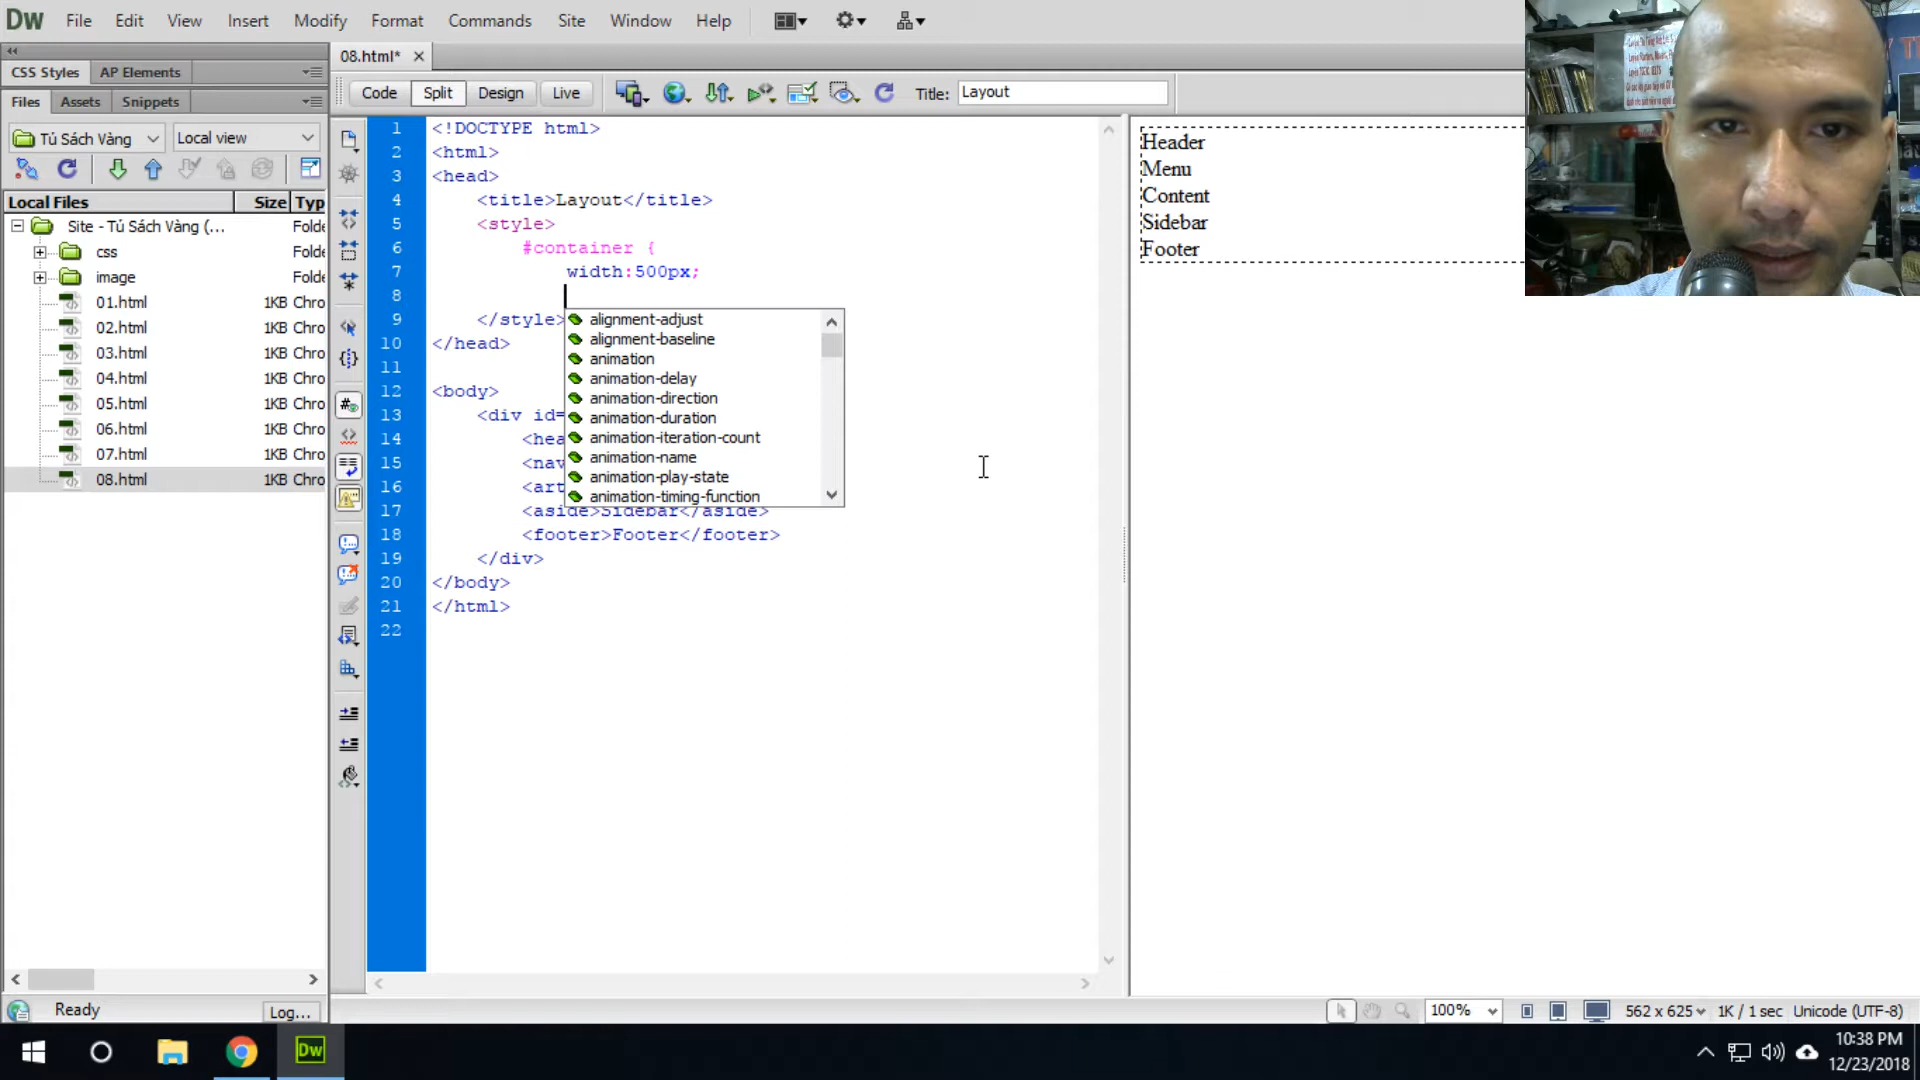 Dw File Edit View Insert Modify Format Commands Site Window Help
CSS Styles AP Elements
Files Assets Snippets
Tủ Sách Vàng Local view
Local Files Size Typ
Site - Tủ Sách Vàng (... Folde
css Folde
image Folde
01.html 1KB Chro
02.html 1KB Chro
03.html 1KB Chro
04.html 1KB Chro
05.html 1KB Chro
06.html 1KB Chro
07.html 1KB Chro
08.html 1KB Chro
08.html*
Code Split Design Live Title: Layout
1 <!DOCTYPE html>
2 <html>
3 <head>
4 <title>Layout</title>
5 <style>
6 #container {
7 width:500px;
8
9 </style>
10 </head>
11
12 <body>
13 <div id=
14 <hea
15 <nav
16 <art
17 <aside>Sidebar</aside>
18 <footer>Footer</footer>
19 </div>
20 </body>
21 </html>
22
alignment-adjust
alignment-baseline
animation
animation-delay
animation-direction
animation-duration
animation-iteration-count
animation-name
animation-play-state
animation-timing-function
Header
Menu
Content
Sidebar
Footer
Ready Log...
100% 562 x 625 1K / 1 sec Unicode (UTF-8)
Dw
10:38 PM
12/23/2018